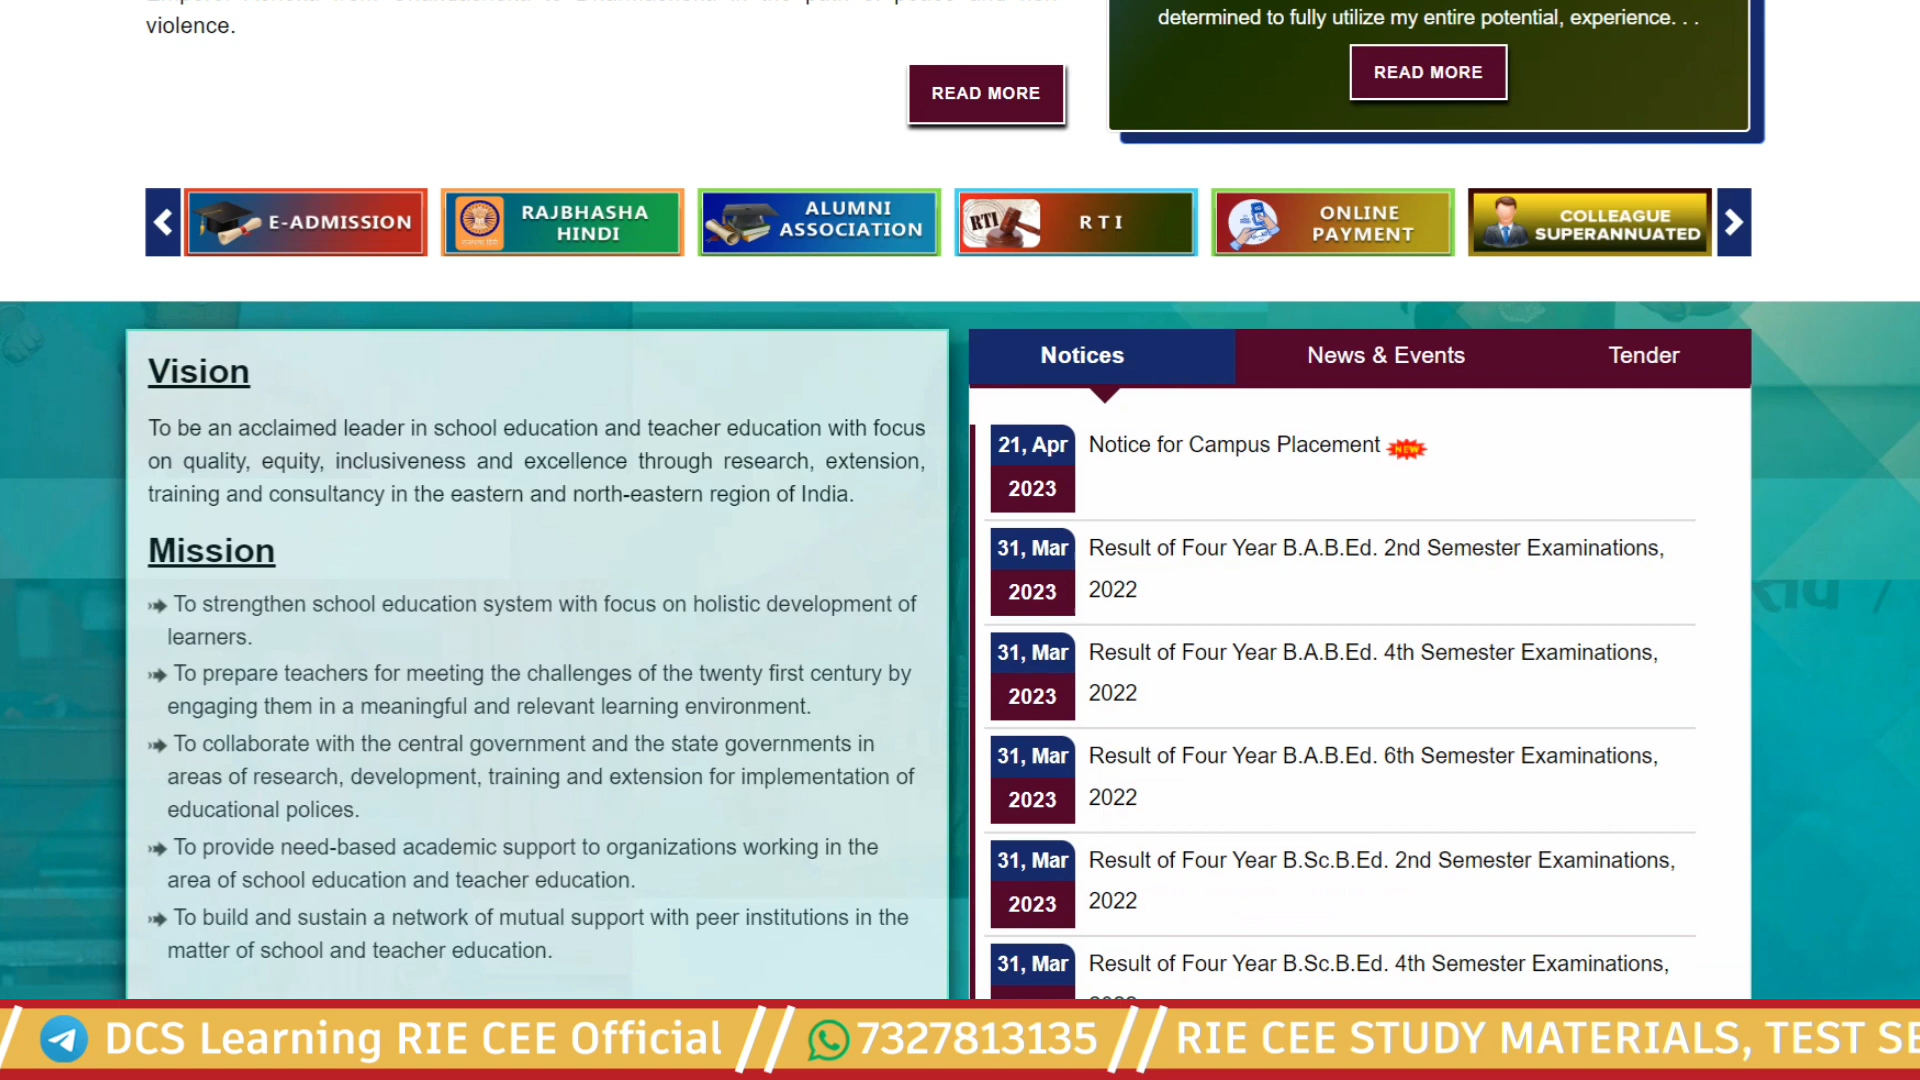 violence.
READ MORE
determined to fully utilize my entire potential, experience. . .
READ MORE
E-ADMISSION
RAJBHASHA
HINDI
ALUMNI
ASSOCIATION
RTI
R T I
ONLINE
PAYMENT
COLLEAGUE
SUPERANNUATED
Vision
To be an acclaimed leader in school education and teacher education with focus
on quality, equity, inclusiveness and excellence through research, extension,
training and consultancy in the eastern and north-eastern region of India.
Mission
To strengthen school education system with focus on holistic development of
learners.
To prepare teachers for meeting the challenges of the twenty first century by
engaging them in a meaningful and relevant learning environment.
To collaborate with the central government and the state governments in
areas of research, development, training and extension for implementation of
educational polices.
To provide need-based academic support to organizations working in the
area of school education and teacher education.
To build and sustain a network of mutual support with peer institutions in the
matter of school and teacher education.
Notices News & Events Tender
21, Apr
2023
Notice for Campus Placement NEW
31, Mar
2023
Result of Four Year B.A.B.Ed. 2nd Semester Examinations,
2022
31, Mar
2023
Result of Four Year B.A.B.Ed. 4th Semester Examinations,
2022
31, Mar
2023
Result of Four Year B.A.B.Ed. 6th Semester Examinations,
2022
31, Mar
2023
Result of Four Year B.Sc.B.Ed. 2nd Semester Examinations,
2022
31, Mar
Result of Four Year B.Sc.B.Ed. 4th Semester Examinations,
DCS Learning RIE CEE Official // 7327813135 // RIE CEE STUDY MATERIALS, TEST SE